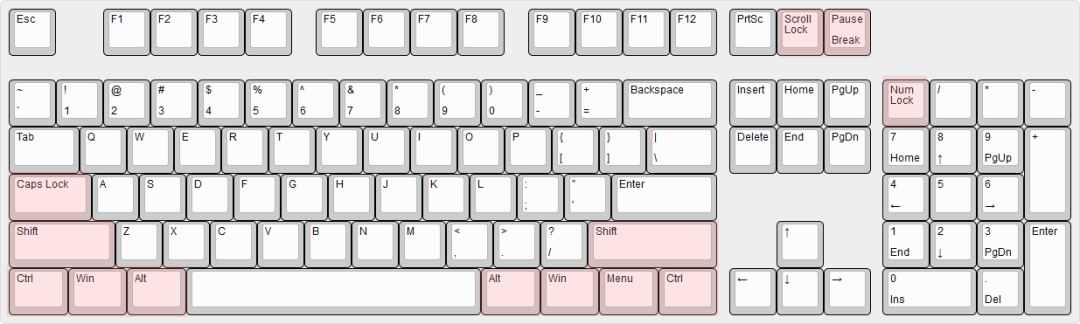 Esc F1 F2 F3 F4 F5 F6 F7 F8 F9 F10 F11 F12 PrtSc Scroll Pause
Lock
Break
~ ! @ # $ % ^ & * ( ) _ + Backspace Insert Home PgUp Num / * -
Lock
` 1 2 3 4 5 6 7 8 9 0 - =
Tab Q W E R T Y U I O P { } | Delete End PgDn 7 8 9 +
[ ] \ Home ↑ PgUp
Caps Lock A S D F G H J K L : " Enter 4 5 6
; ' ← →
Shift Z X C V B N M < > ? Shift ↑ 1 2 3 Enter
, . / End ↓ PgDn
Ctrl Win Alt Alt Win Menu Ctrl ← ↓ → 0 .
Ins Del